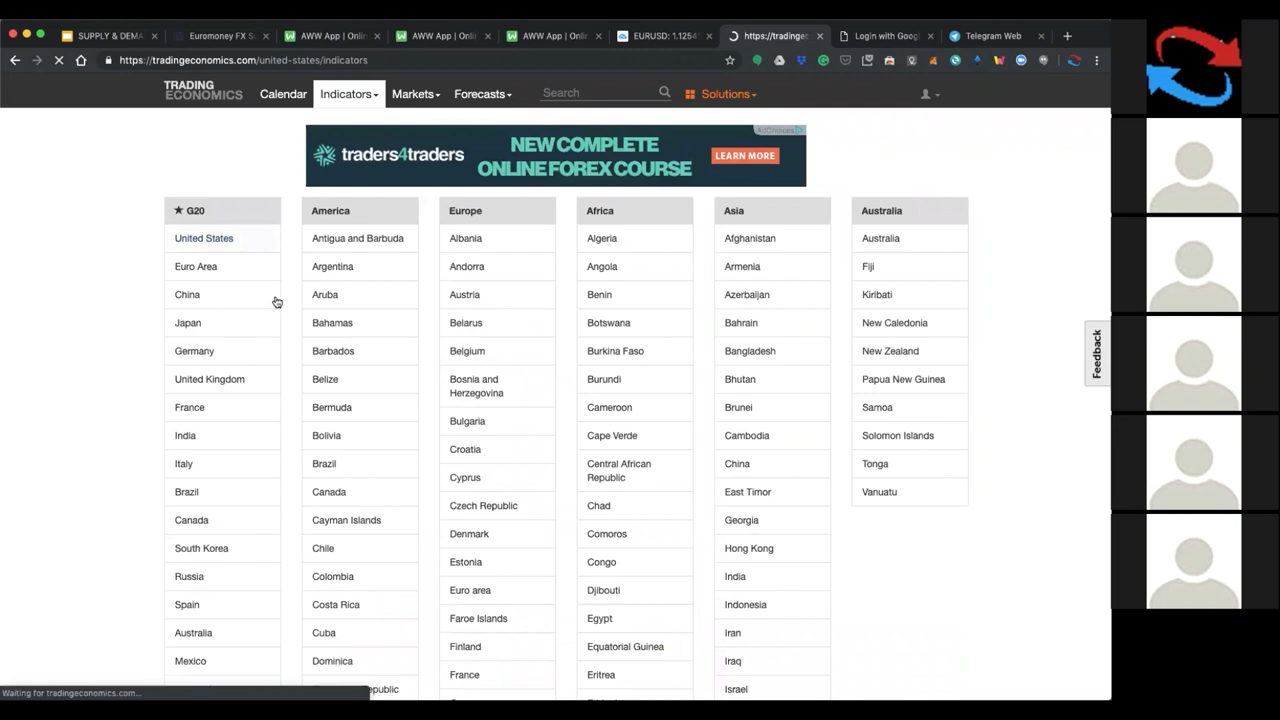 SUPPLY & DEMA
Euromoney FX S
AWW App | Onlin
AWW App | Onlin
AWW App | Onlin
EURUSD: 1.1254
https://tradinge
Login with Googl
Telegram Web
https://tradingeconomics.com/united-states/indicators
TRADING
ECONOMICS
Calendar
Indicators
Markets
Forecasts
Search
Solutions
AdChoices
traders4traders
NEW COMPLETE
ONLINE FOREX COURSE
LEARN MORE
G20
United States
Euro Area
China
Japan
Germany
United Kingdom
France
India
Italy
Brazil
Canada
South Korea
Russia
Spain
Australia
Mexico
America
Antigua and Barbuda
Argentina
Aruba
Bahamas
Barbados
Belize
Bermuda
Bolivia
Brazil
Canada
Cayman Islands
Chile
Colombia
Costa Rica
Cuba
Dominica
epublic
Europe
Albania
Andorra
Austria
Belarus
Belgium
Bosnia and
Herzegovina
Bulgaria
Croatia
Cyprus
Czech Republic
Denmark
Estonia
Euro area
Faroe Islands
Finland
France
Africa
Algeria
Angola
Benin
Botswana
Burkina Faso
Burundi
Cameroon
Cape Verde
Central African
Republic
Chad
Comoros
Congo
Djibouti
Egypt
Equatorial Guinea
Eritrea
Asia
Afghanistan
Armenia
Azerbaijan
Bahrain
Bangladesh
Bhutan
Brunei
Cambodia
China
East Timor
Georgia
Hong Kong
India
Indonesia
Iran
Iraq
Israel
Australia
Australia
Fiji
Kiribati
New Caledonia
New Zealand
Papua New Guinea
Samoa
Solomon Islands
Tonga
Vanuatu
Feedback
Waiting for tradingeconomics.com...